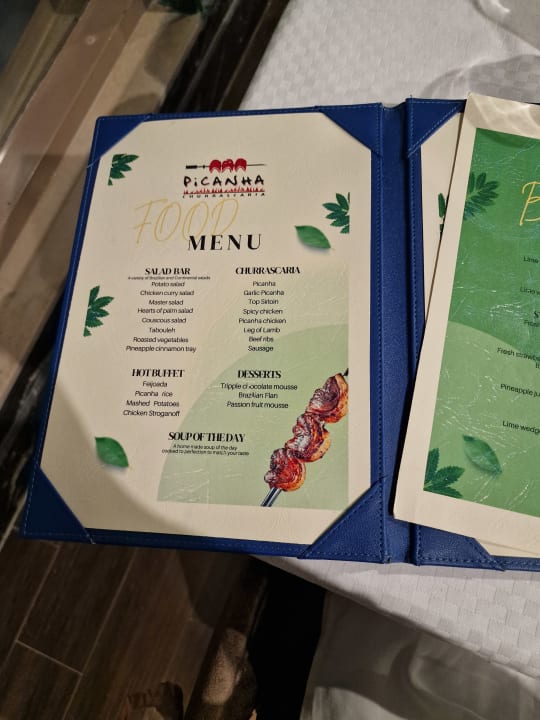 PiCANHA
CHURRASCARIA
FOOD
MENU
SALAD BAR
A variety of Brazilian and Continental salads
Potato salad
Chicken curry salad
Master salad
Hearts of palm salad
Couscous salad
Tabouleh
Roasted vegetables
Pineapple cinnamon tray
CHURRASCARIA
Picanha
Garlic Picanha
Top Sirloin
Spicy chicken
Picanha chicken
Leg of Lamb
Beef ribs
Sausage
HOT BUFFET
Feijoada
Picanha rice
Mashed Potatoes
Chicken Stroganoff
DESSERTS
Tripple chocolate mousse
Brazilian Flan
Passion fruit mousse
SOUP OF THE DAY
A home made soup of the day
cooked to perfection to match your taste
B
Lime
Lime w
S
Fres
Fresh strawbe
B
Pineapple ju
Lime wedge